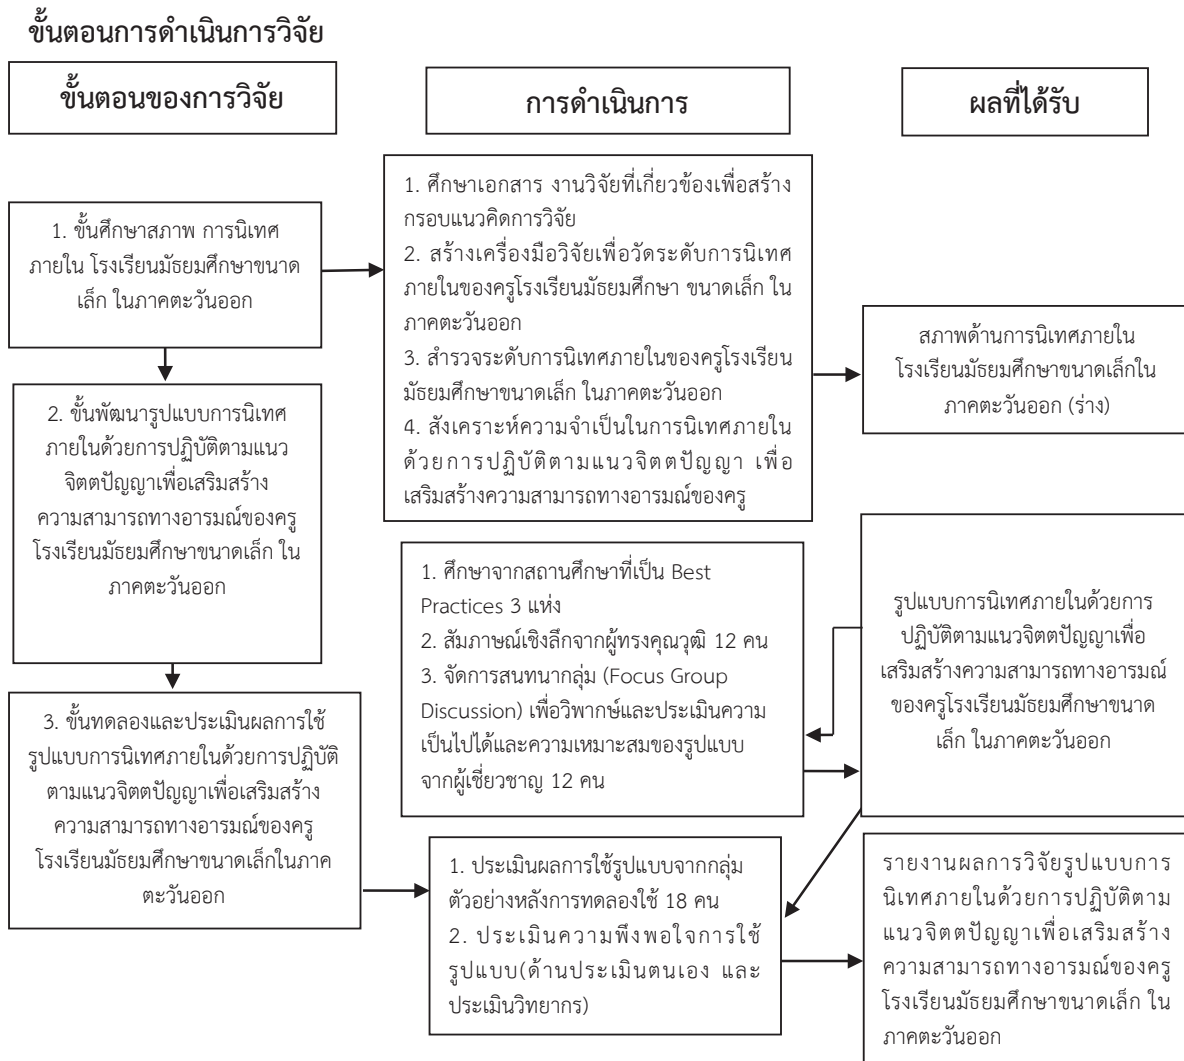 ขั้นตอนการดำเนินการวิจัย
ขั้นตอนของการวิจัย
การดำเนินการ
ผลที่ได้รับ
1. ขั้นศึกษาสภาพ การนิเทศ
ภายใน โรงเรียนมัธยมศึกษาขนาด
เล็ก ในภาคตะวันออก
1. ศึกษาเอกสาร งานวิจัยที่เกี่ยวข้องเพื่อสร้าง
กรอบแนวคิดการวิจัย
2. สร้างเครื่องมือวิจัยเพื่อวัดระดับการนิเทศ
ภายในของครูโรงเรียนมัธยมศึกษา ขนาดเล็ก ใน
ภาคตะวันออก
3. สำรวจระดับการนิเทศภายในของครูโรงเรียน
มัธยมศึกษาขนาดเล็ก ในภาคตะวันออก
4. สังเคราะห์ความจำเป็นในการนิเทศภายใน
ด้วยการปฏิบัติตามแนวจิตตปัญญา เพื่อ
เสริมสร้างความสามารถทางอารมณ์ของครู
สภาพด้านการนิเทศภายใน
โรงเรียนมัธยมศึกษาขนาดเล็กใน
ภาคตะวันออก (ร่าง)
2. ขั้นพัฒนารูปแบบการนิเทศ
ภายในด้วยการปฏิบัติตามแนว
จิตตปัญญาเพื่อเสริมสร้าง
ความสามารถทางอารมณ์ของครู
โรงเรียนมัธยมศึกษาขนาดเล็ก ใน
ภาคตะวันออก
1. ศึกษาจากสถานศึกษาที่เป็น Best
Practices 3 แห่ง
2. สัมภาษณ์เชิงลึกจากผู้ทรงคุณวุฒิ 12 คน
3. จัดการสนทนากลุ่ม (Focus Group
Discussion) เพื่อวิพากษ์และประเมินความ
เป็นไปได้และความเหมาะสมของรูปแบบ
จากผู้เชี่ยวชาญ 12 คน
รูปแบบการนิเทศภายในด้วยการ
ปฏิบัติตามแนวจิตตปัญญาเพื่อ
เสริมสร้างความสามารถทางอารมณ์
ของครูโรงเรียนมัธยมศึกษาขนาด
เล็ก ในภาคตะวันออก
3. ขั้นทดลองและประเมินผลการใช้
รูปแบบการนิเทศภายในด้วยการปฏิบัติ
ตามแนวจิตตปัญญาเพื่อเสริมสร้าง
ความสามารถทางอารมณ์ของครู
โรงเรียนมัธยมศึกษาขนาดเล็กในภาค
ตะวันออก
1. ประเมินผลการใช้รูปแบบจากกลุ่ม
ตัวอย่างหลังการทดลองใช้ 18 คน
2. ประเมินความพึงพอใจการใช้
รูปแบบ(ด้านประเมินตนเอง และ
ประเมินวิทยากร)
รายงานผลการวิจัยรูปแบบการ
นิเทศภายในด้วยการปฏิบัติตาม
แนวจิตตปัญญาเพื่อเสริมสร้าง
ความสามารถทางอารมณ์ของครู
โรงเรียนมัธยมศึกษาขนาดเล็ก ใน
ภาคตะวันออก